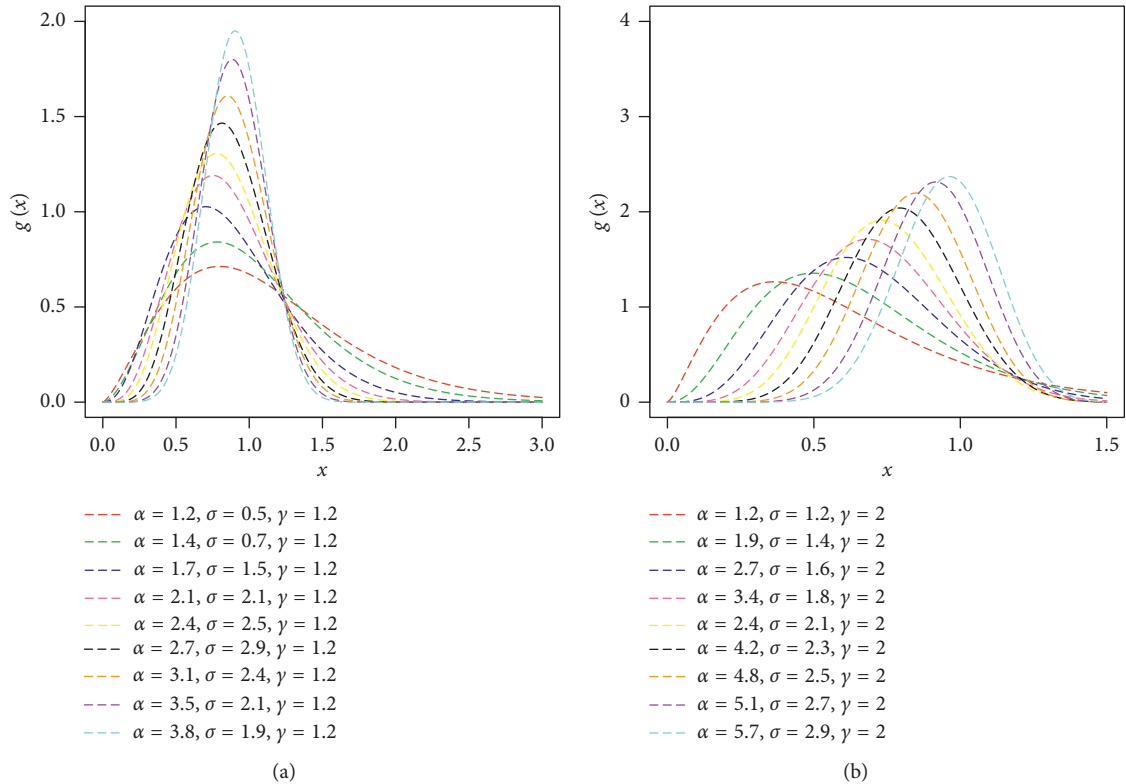 2.0
1.5
1.0
0.5
0.0
g (x)
0.0 0.5 1.0 1.5 2.0 2.5 3.0
x
α = 1.2, σ = 0.5, γ = 1.2
α = 1.4, σ = 0.7, γ = 1.2
α = 1.7, σ = 1.5, γ = 1.2
α = 2.1, σ = 2.1, γ = 1.2
α = 2.4, σ = 2.5, γ = 1.2
α = 2.7, σ = 2.9, γ = 1.2
α = 3.1, σ = 2.4, γ = 1.2
α = 3.5, σ = 2.1, γ = 1.2
α = 3.8, σ = 1.9, γ = 1.2
(a)
4
3
2
1
0
g (x)
0.0 0.5 1.0 1.5
x
α = 1.2, σ = 1.2, γ = 2
α = 1.9, σ = 1.4, γ = 2
α = 2.7, σ = 1.6, γ = 2
α = 3.4, σ = 1.8, γ = 2
α = 2.4, σ = 2.1, γ = 2
α = 4.2, σ = 2.3, γ = 2
α = 4.8, σ = 2.5, γ = 2
α = 5.1, σ = 2.7, γ = 2
α = 5.7, σ = 2.9, γ = 2
(b)